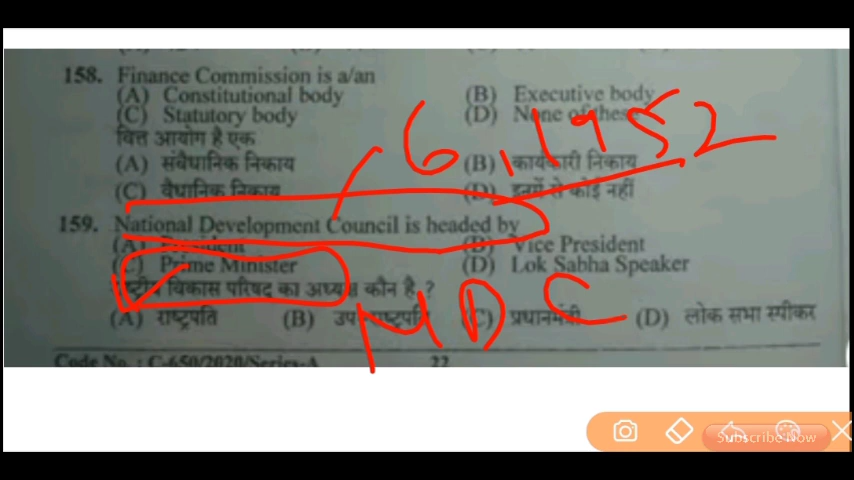 158. Finance Commission is a/an
(A) Constitutional body (B) Executive body
(C) Statutory body (D) None of these
वित्त आयोग है एक
(A) संवैधानिक निकाय (B) कार्यकारी निकाय
(C) वैधानिक निकाय (D) इनमें से कोई नहीं
6, 1952
159. National Development Council is headed by
(A) President (B) Vice President
(C) Prime Minister (D) Lok Sabha Speaker
राष्ट्रीय विकास परिषद का अध्यक्ष कौन है ?
(A) राष्ट्रपति (B) उप राष्ट्रपति (C) प्रधानमंत्री (D) लोक सभा स्पीकर
NDC
Code No. : C-650/2020/Series-A 22
Subscribe Now